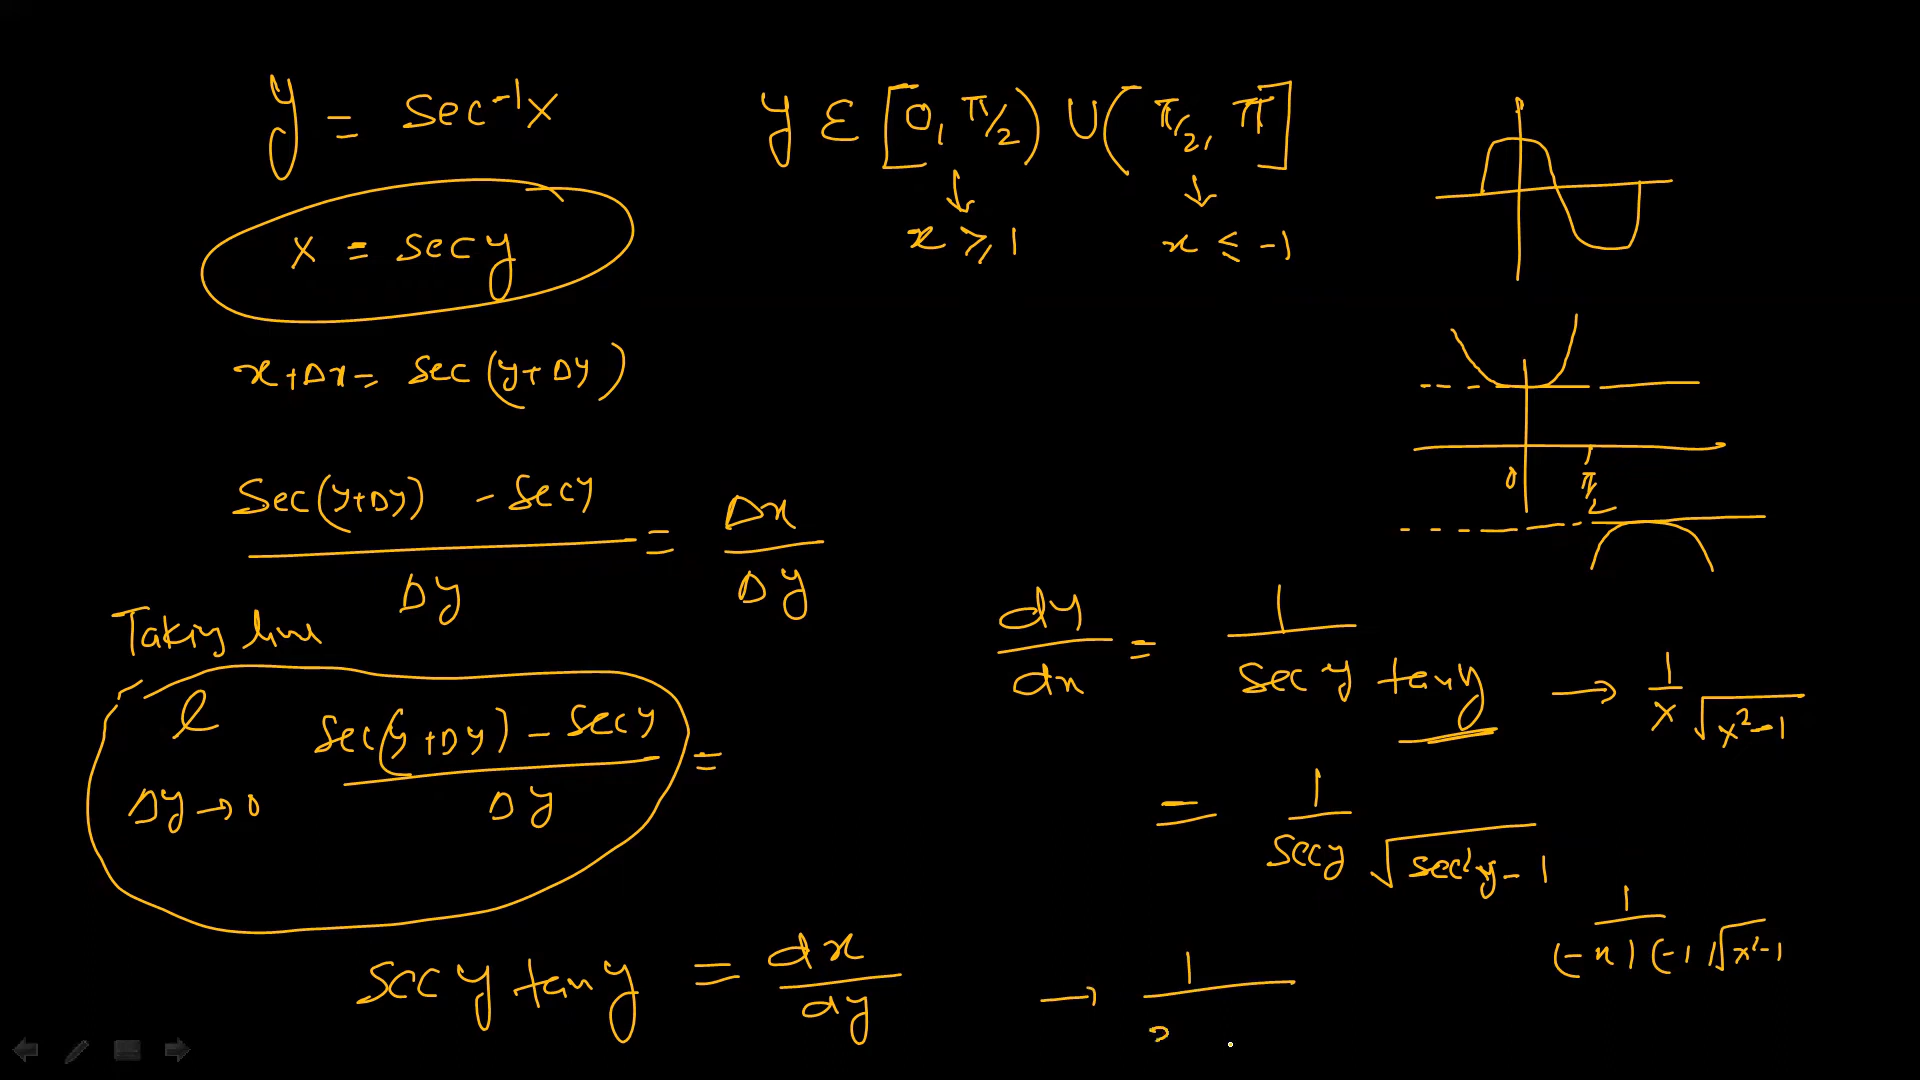 y = sec⁻¹x
y ∈ [0, π/2) ∪ (π/2, π]
x ≥ 1
x ≤ -1
x = sec y
x+Δx = sec (y+Δy)
Sec(y+Δy) - Sec y / Δy = Δx / Δy
0
π/2
Taking
Δy→0 Sec(y+Δy) - Sec y / Δy =
Sec y tan y = dx / dy
dy / dx = 1 / Sec y tan y → 1 / x √x²-1
= 1 / Sec y √sec²y-1
1 / (-x) (-1) √x²-1
→ 1 /